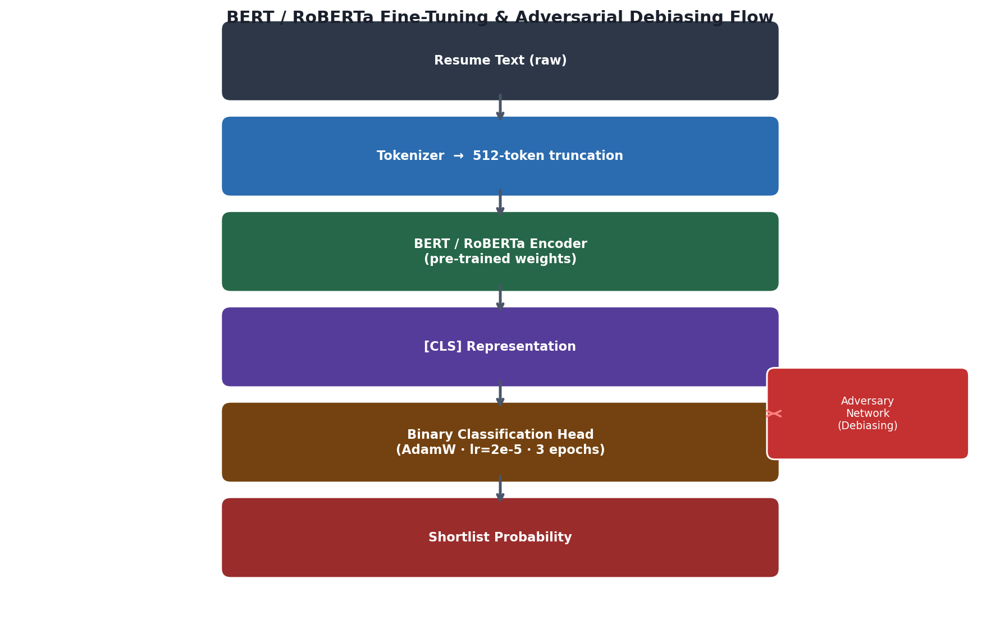 BERT / RoBERTa Fine-Tuning & Adversarial Debiasing Flow
Resume Text (raw)
Tokenizer → 512-token truncation
BERT / RoBERTa Encoder
(pre-trained weights)
[CLS] Representation
Adversary
Network
(Debiasing)
Binary Classification Head
(AdamW · lr=2e-5 · 3 epochs)
Shortlist Probability